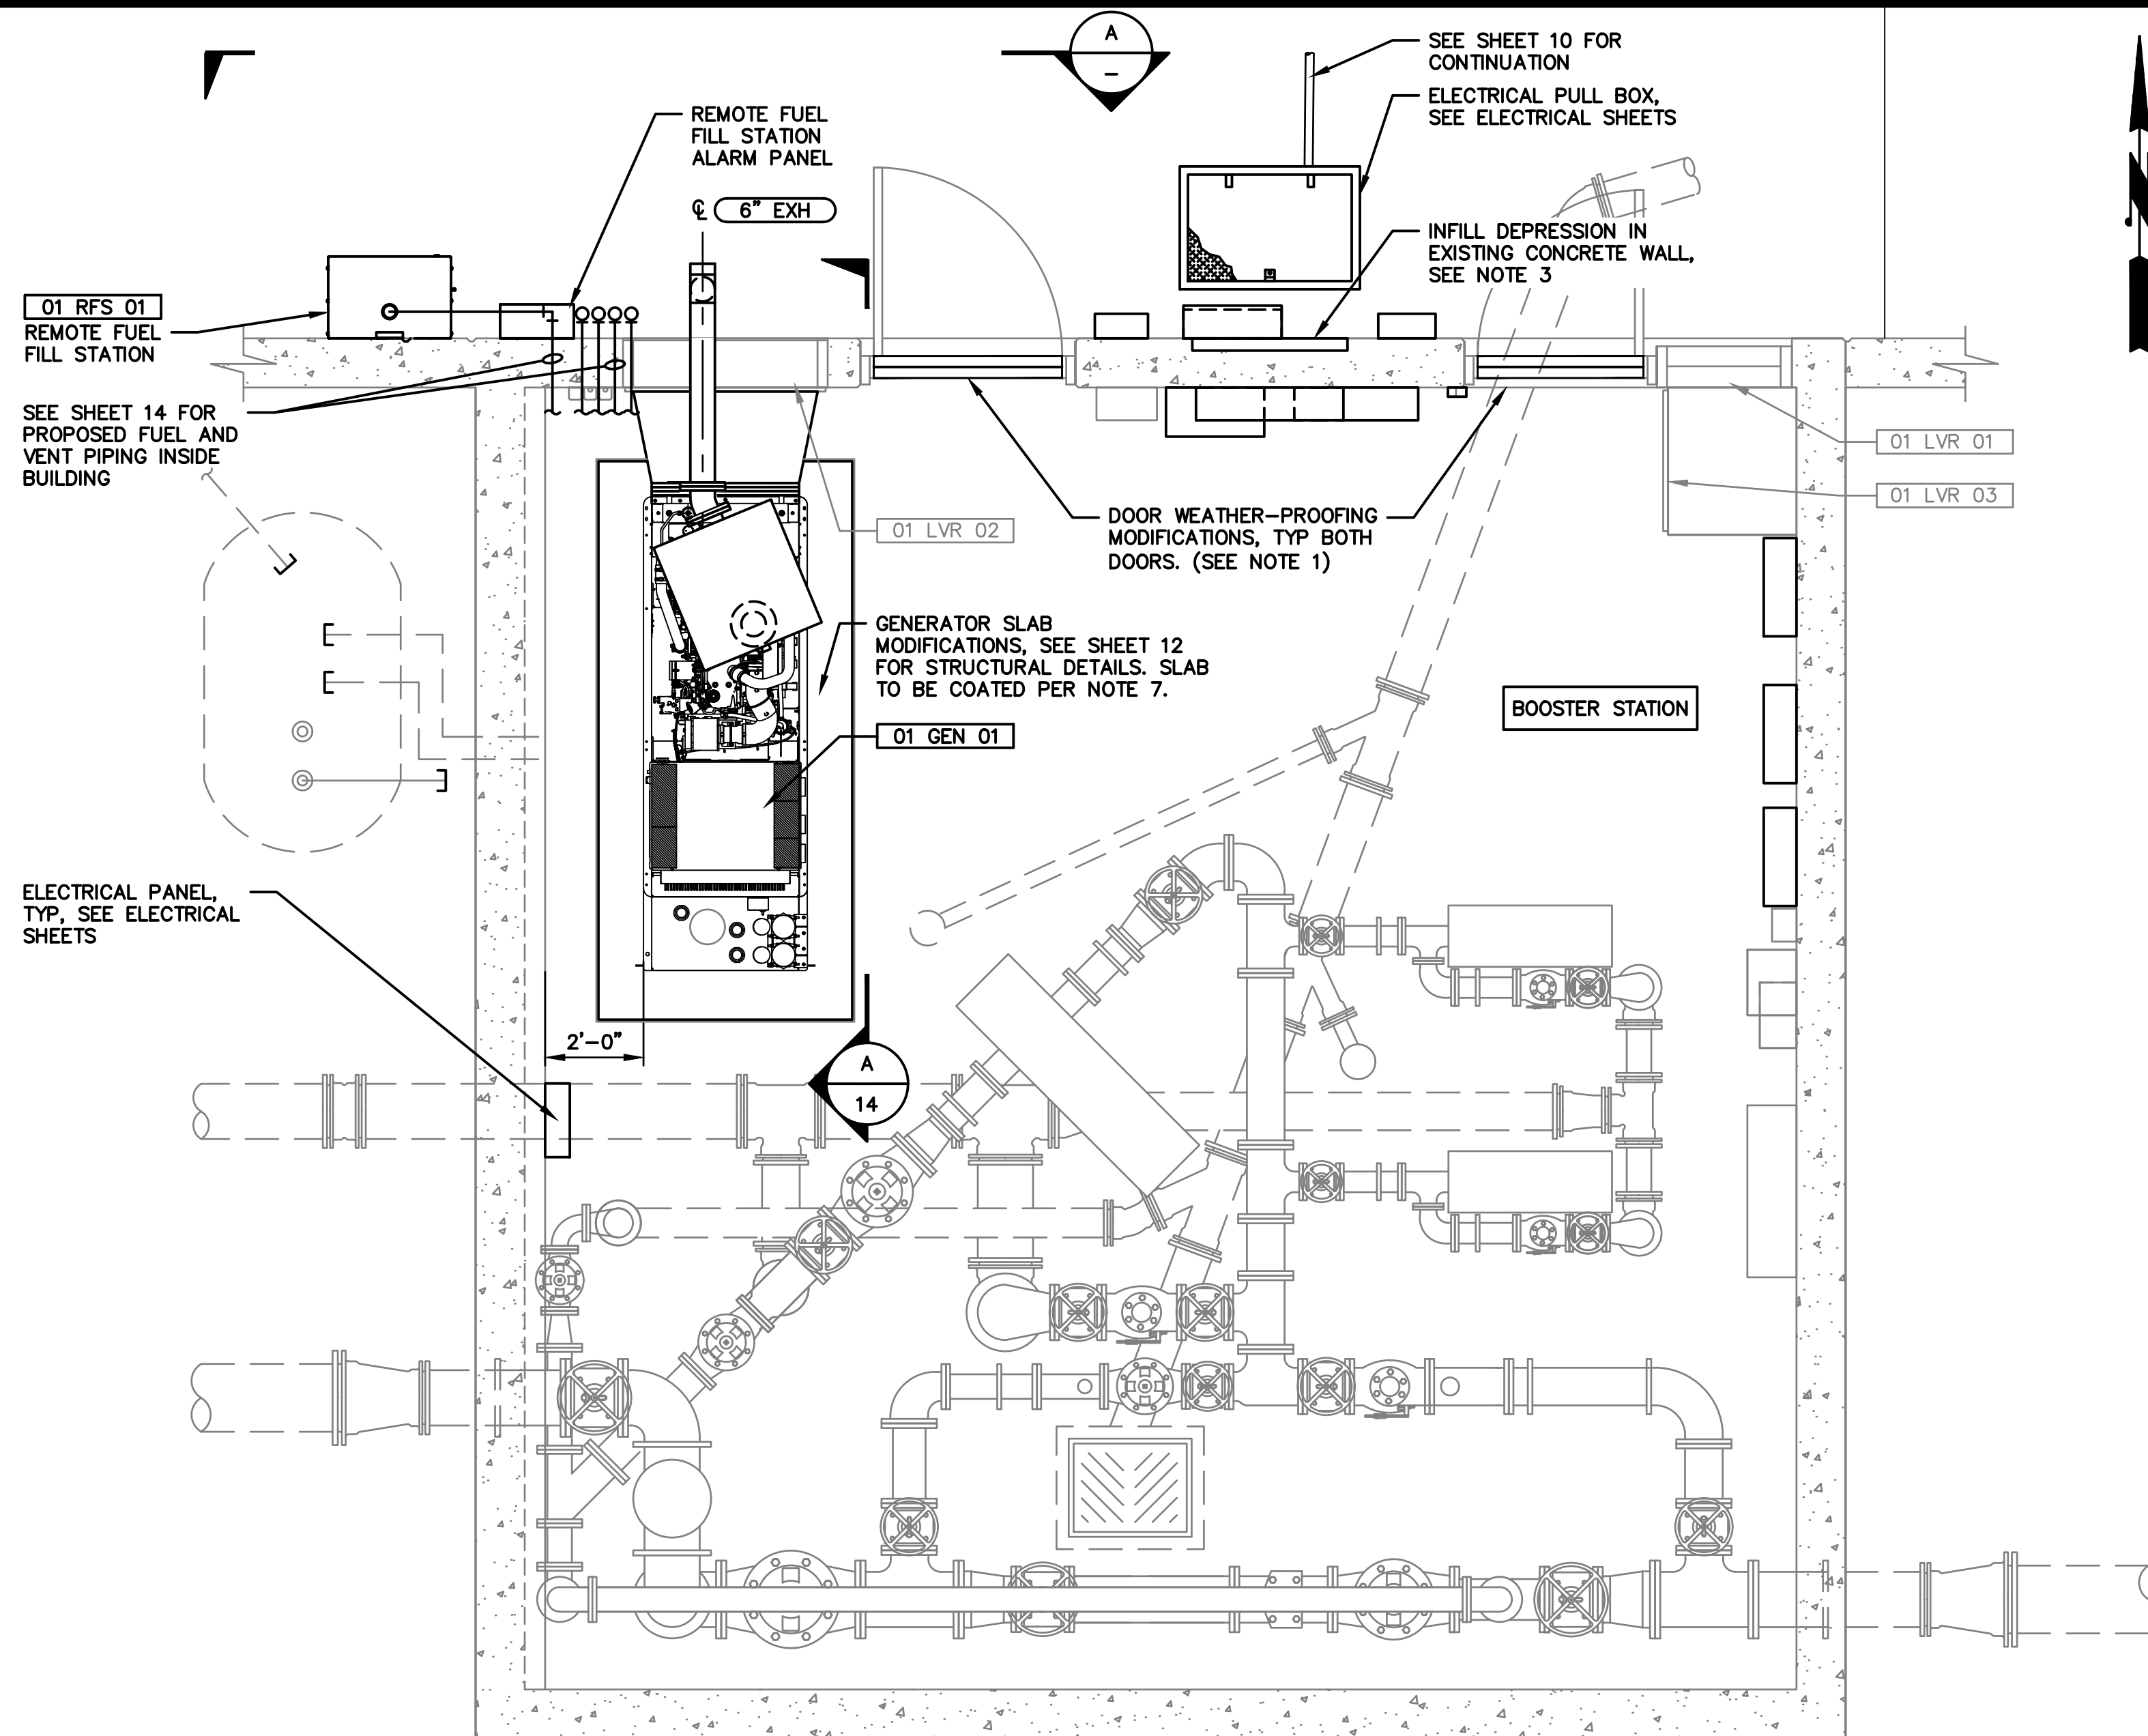 A
–
SEE SHEET 10 FOR
CONTINUATION
ELECTRICAL PULL BOX,
SEE ELECTRICAL SHEETS
REMOTE FUEL
FILL STATION
ALARM PANEL
℄ 6" EXH
INFILL DEPRESSION IN
EXISTING CONCRETE WALL,
SEE NOTE 3
01 RFS 01
REMOTE FUEL
FILL STATION
SEE SHEET 14 FOR
PROPOSED FUEL AND
VENT PIPING INSIDE
BUILDING
01 LVR 01
01 LVR 03
01 LVR 02
DOOR WEATHER-PROOFING
MODIFICATIONS, TYP BOTH
DOORS. (SEE NOTE 1)
GENERATOR SLAB
MODIFICATIONS, SEE SHEET 12
FOR STRUCTURAL DETAILS. SLAB
TO BE COATED PER NOTE 7.
BOOSTER STATION
01 GEN 01
ELECTRICAL PANEL,
TYP, SEE ELECTRICAL
SHEETS
2'-0"
A
14